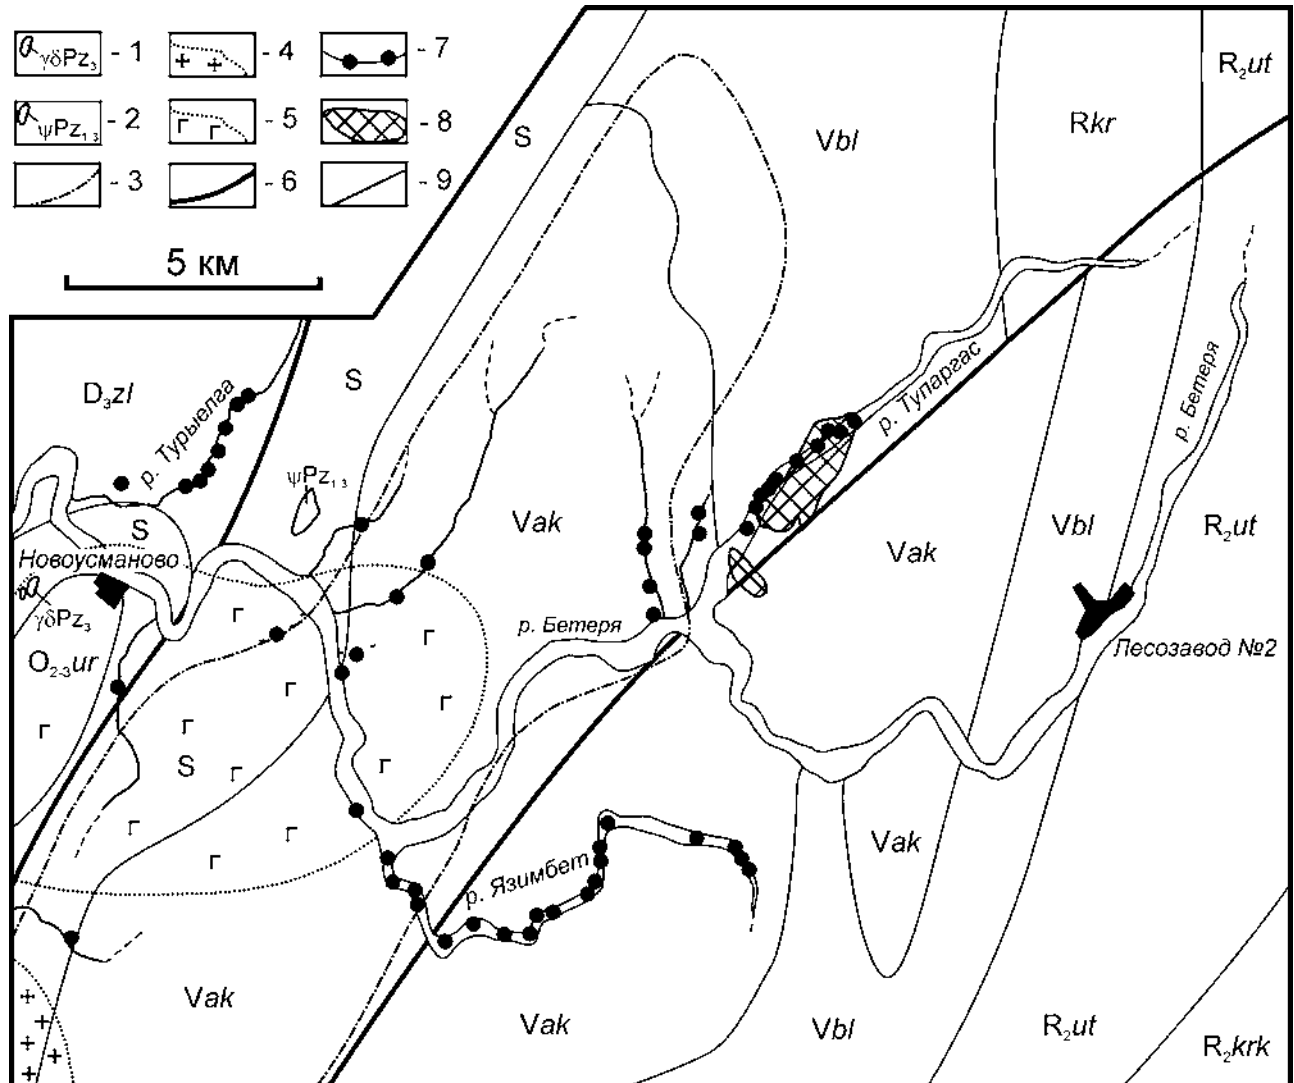 γδPz₃ - 1
- 4
- 7
ψPz₁₋₃ - 2
г г - 5
- 8
- 3
- 6
- 9
5 км
S
Vbl
Rkr
R₂ut
D₃zl
р. Турыелга
S
ψPz₁₋₃
р. Тупаргас
р. Бетеря
S
Новоусманово
Vak
Vak
Vbl
R₂ut
γδPz₃
O₂₋₃ur
р. Бетеря
Лесозавод №2
г
г
г
г
г
г
S
г
г
г
г
г
Vak
р. Язимбет
Vak
Vak
Vbl
R₂ut
R₂krk